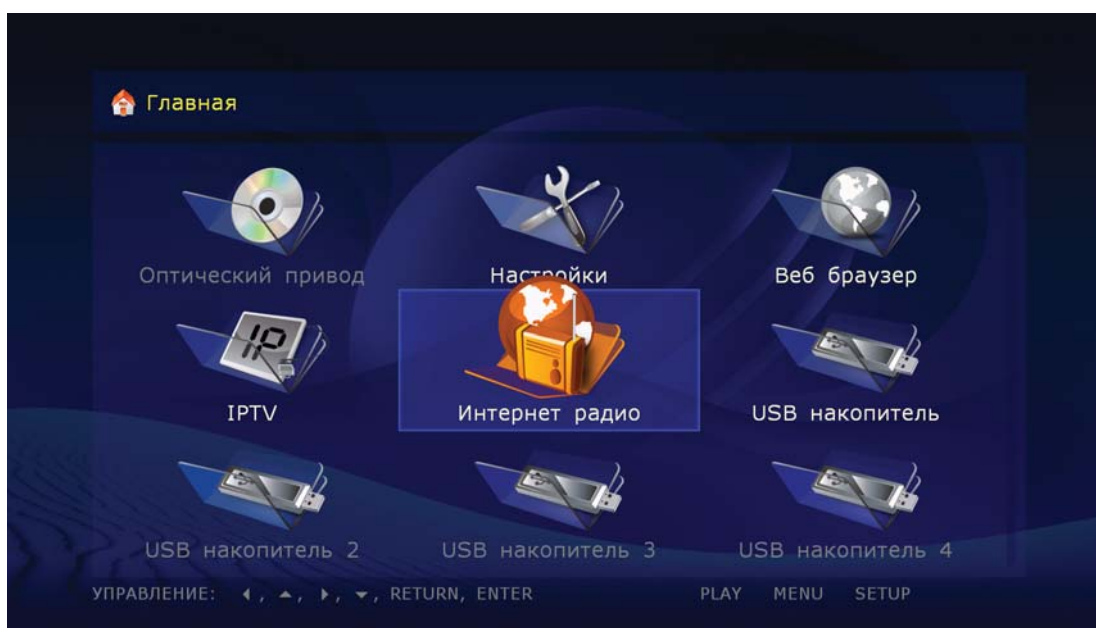 Главная
Оптический привод Настройки Веб браузер
IP
IPTV Интернет радио USB накопитель
USB накопитель 2 USB накопитель 3 USB накопитель 4
УПРАВЛЕНИЕ: ◀, ▲, ▶, ▼, RETURN, ENTER PLAY MENU SETUP